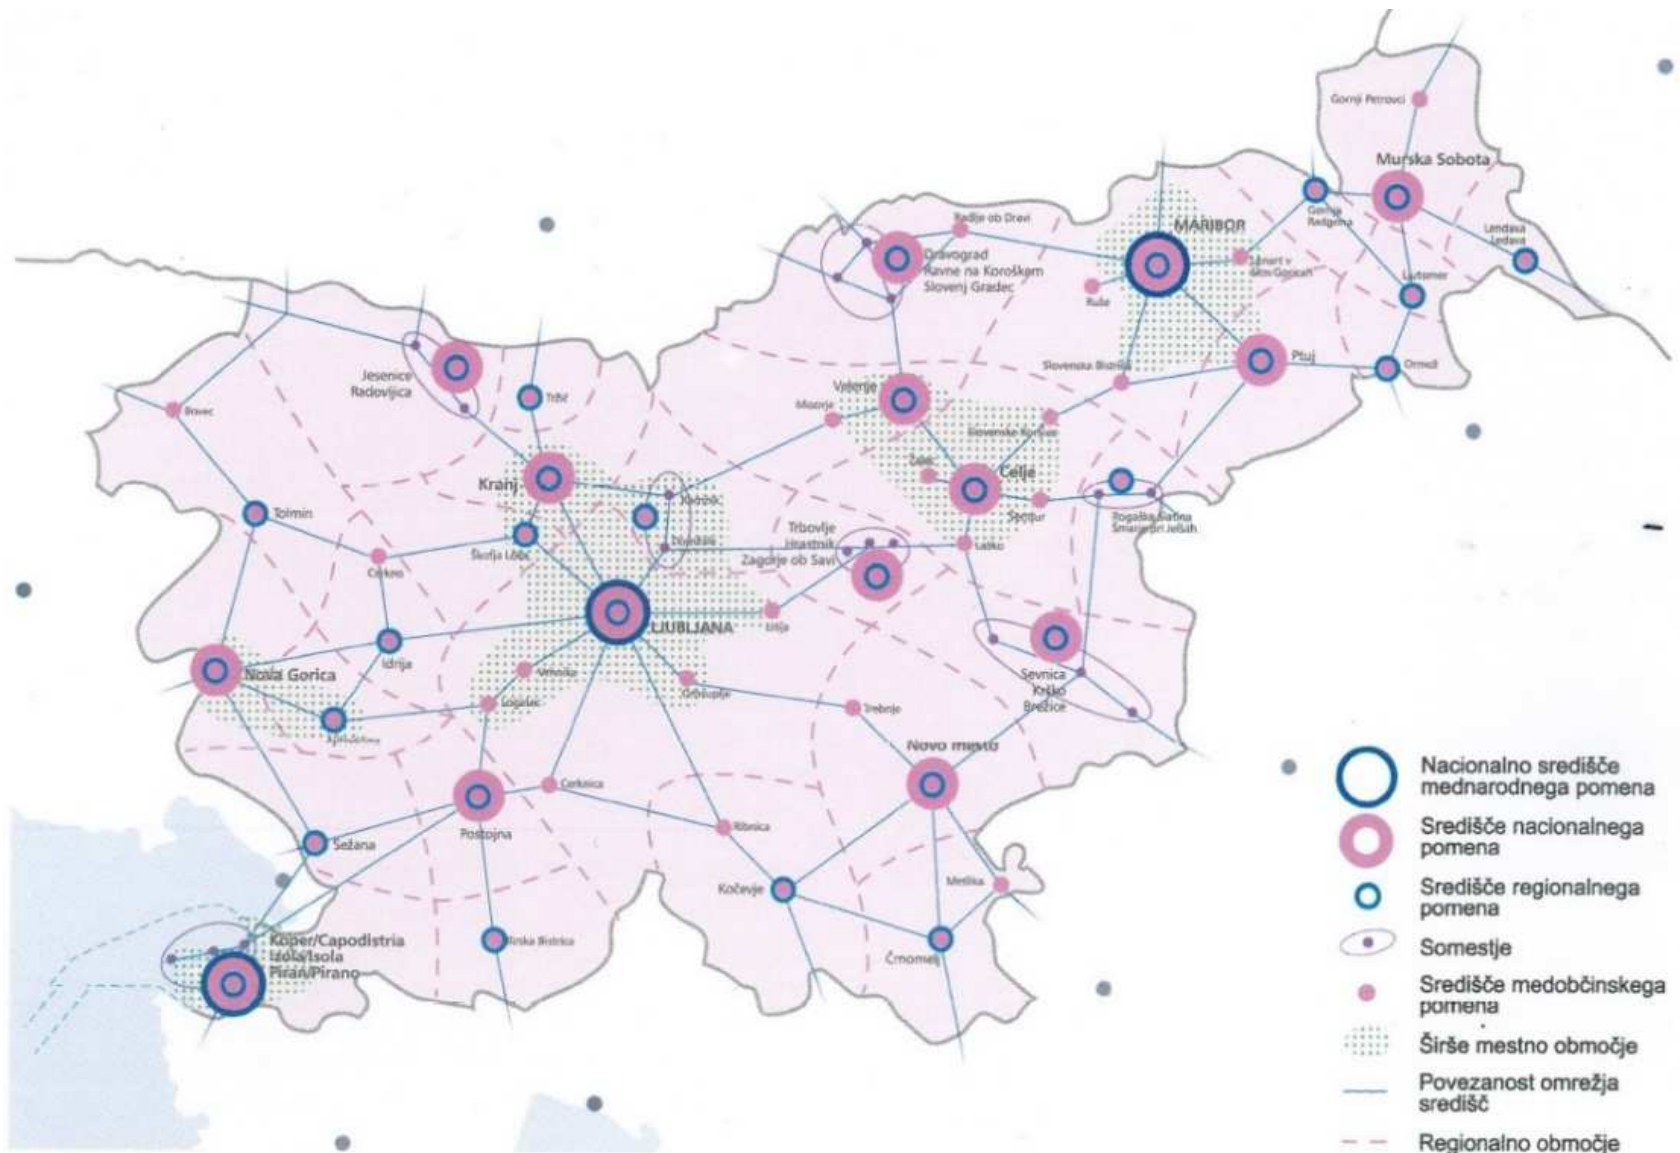 Gornji Petrovci
Murska Sobota
Radlje ob Dravi
MARIBOR
Gornja
Radgona
Lendava
Lendava
Dravograd
Ravne na Koroškem
Slovenj Gradec
Lenart v
Ruše
Ljutomer
Slovenska Bistrica
Ptuj
Ormož
Jesenice
Radovljica
Tržič
Velenje
Mozirje
Bovec
Slovenske Konjice
Kranj
Celje
Tolmin
Šentjur
Rogaška Slatina
Šmarje pri Jelšah
Škofja Loka
Domžale
Trbovlje
Hrastnik
Zagorje ob Savi
Laško
Cerkno
LJUBLJANA
Litija
Idrija
Nova Gorica
Vrhnika
Grosuplje
Sevnica
Krško
Brežice
Logatec
Trebnje
Ajdovščina
Novo mesto
Nacionalno središče
mednarodnega pomena
Cerknica
Postojna
Ribnica
Središče nacionalnega
pomena
Sežana
Kočevje
Metlika
Središče regionalnega
pomena
Koper/Capodistria
Izola/Isola
Piran/Pirano
Ilirska Bistrica
Črnomelj
Somestje
Središče medobčinskega
pomena
Širše mestno območje
Povezanost omrežja
središč
Regionalno območje